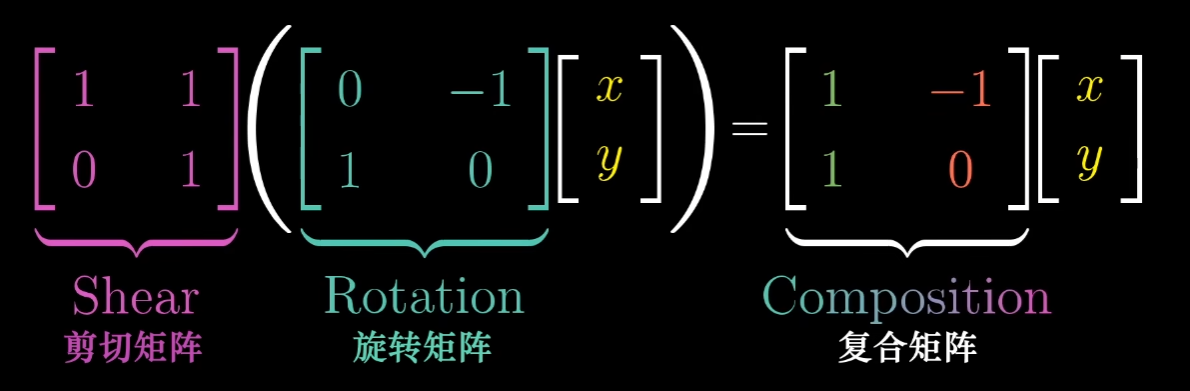 [1 1; 0 1] ([0 −1; 1 0] [x; y]) = [1 −1; 1 0] [x; y]
Shear Rotation Composition
剪切矩阵 旋转矩阵 复合矩阵